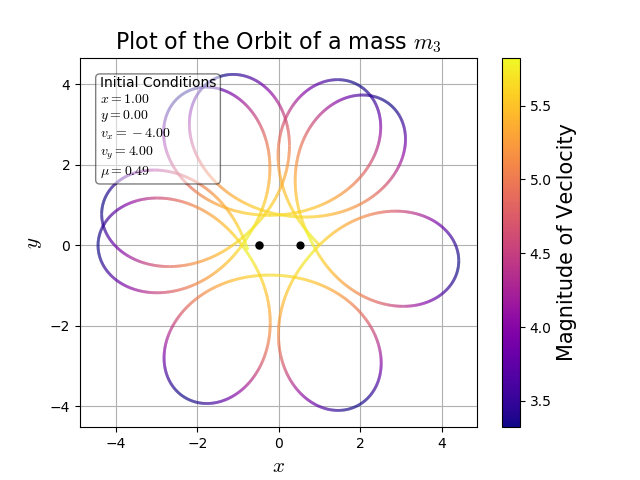 Plot of the Orbit of a mass m₃
Initial Conditions
x = 1.00
y = 0.00
vₓ = −4.00
v_y = 4.00
μ = 0.49
4
2
0
−2
−4
y
−4
−2
0
2
4
x
5.5
5.0
4.5
4.0
3.5
Magnitude of Veclocity